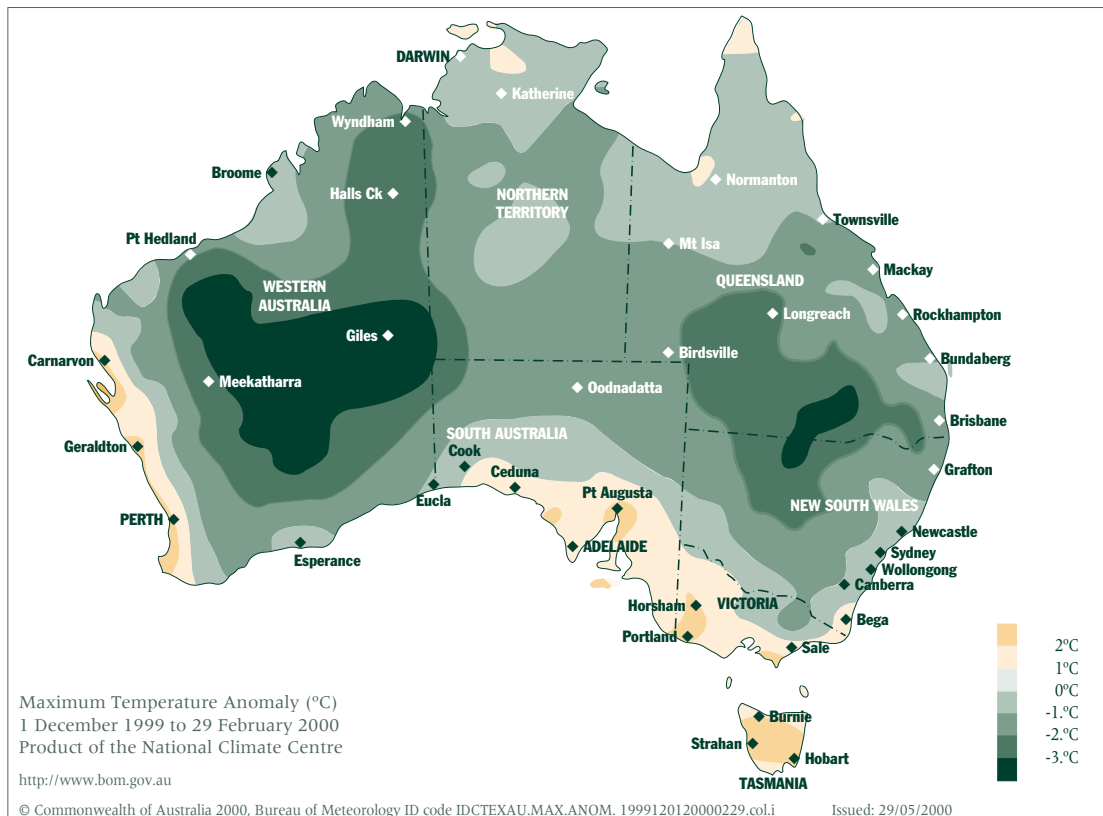 DARWIN
Katherine
Wyndham
Broome
Halls Ck
NORTHERN
TERRITORY
Normanton
Townsville
Pt Hedland
Mt Isa
Mackay
WESTERN
AUSTRALIA
QUEENSLAND
Longreach
Rockhampton
Giles
Birdsville
Bundaberg
Carnarvon
Meekatharra
Oodnadatta
Brisbane
SOUTH AUSTRALIA
Geraldton
Cook
Ceduna
Grafton
Eucla
Pt Augusta
NEW SOUTH WALES
PERTH
Newcastle
Esperance
ADELAIDE
Sydney
Wollongong
Canberra
Horsham
VICTORIA
Bega
Portland
Sale
2ºC
1ºC
0ºC
-1.ºC
-2.ºC
-3.ºC
Burnie
Strahan
Hobart
TASMANIA
Maximum Temperature Anomaly (ºC)
1 December 1999 to 29 February 2000
Product of the National Climate Centre
http://www.bom.gov.au
© Commonwealth of Australia 2000, Bureau of Meteorology ID code IDCTEXAU.MAX.ANOM. 1999120120000229.col.i Issued: 29/05/2000